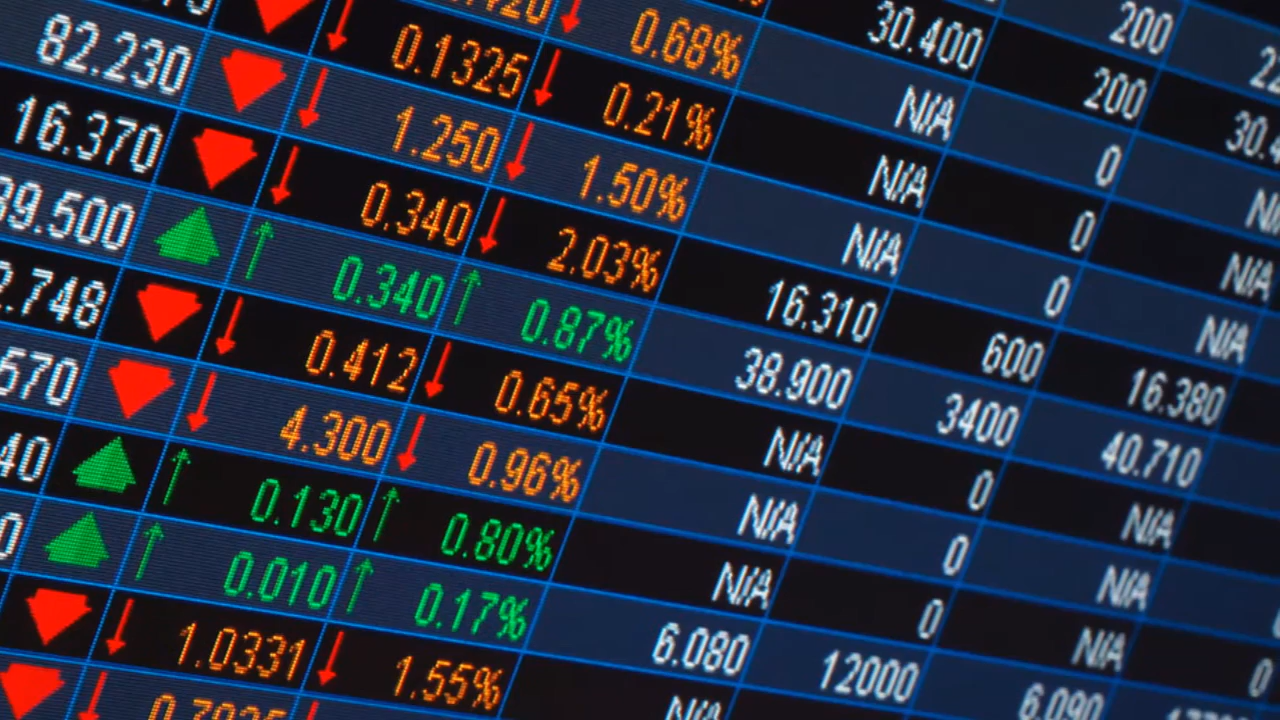 200
30.400 200
0.68% N/A 0
0.1325 0.21% N/A 0 N/A
82.230 1.250 1.50% N/A 0 N/A
16.370 0.340 2.03% 16.310 600 16.380
39.500 0.340 0.87% 38.900 3400 40.710
2.748 0.412 0.65% N/A 0 N/A
570 4.300 0.96% N/A 0 N/A
40 0.130 0.80% N/A 0 N/A 0
0 0.010 0.17% 6.080 12000 6.090
1.0331 1.55% N/A